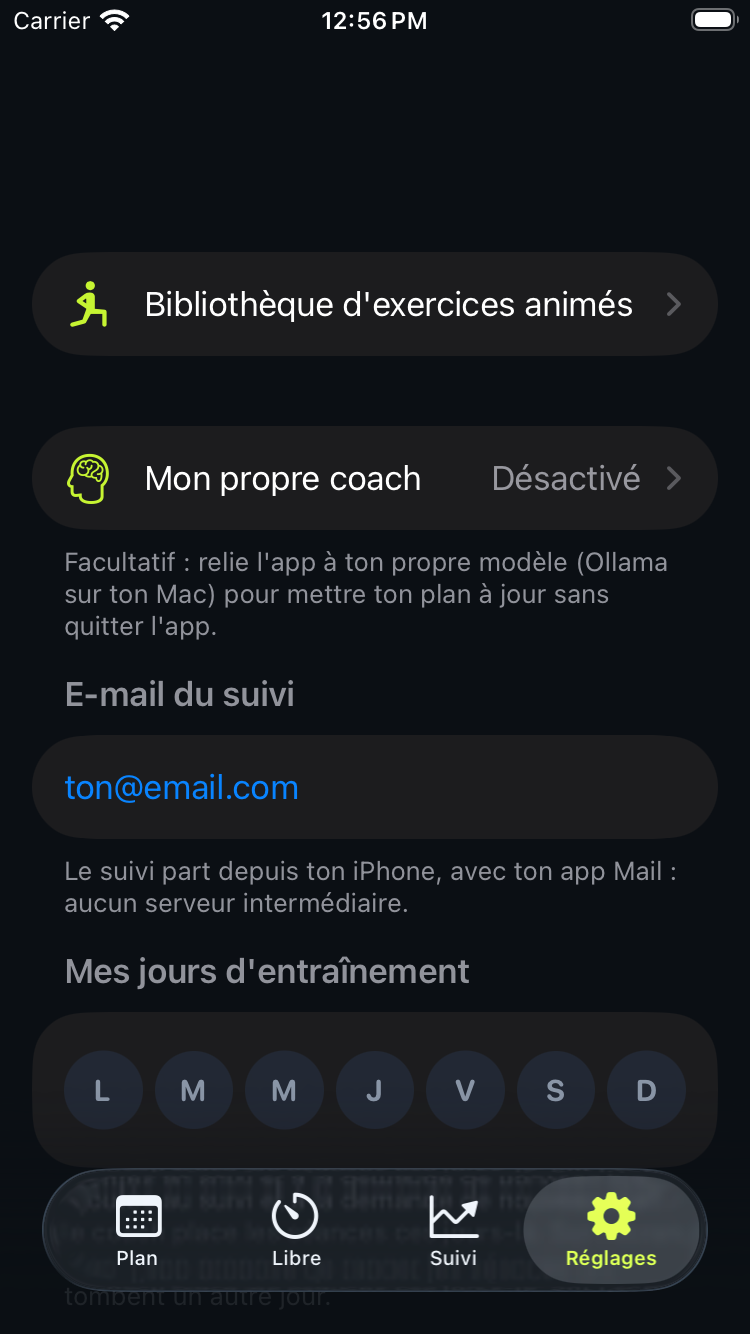 Carrier
12:56 PM
Bibliothèque d'exercices animés
Mon propre coach
Désactivé
Facultatif : relie l'app à ton propre modèle (Ollama
sur ton Mac) pour mettre ton plan à jour sans
quitter l'app.
E-mail du suivi
ton@email.com
Le suivi part depuis ton iPhone, avec ton app Mail :
aucun serveur intermédiaire.
Mes jours d'entraînement
L M M J V S D
Plan
Libre
Suivi
Réglages
tombent un autre jour.